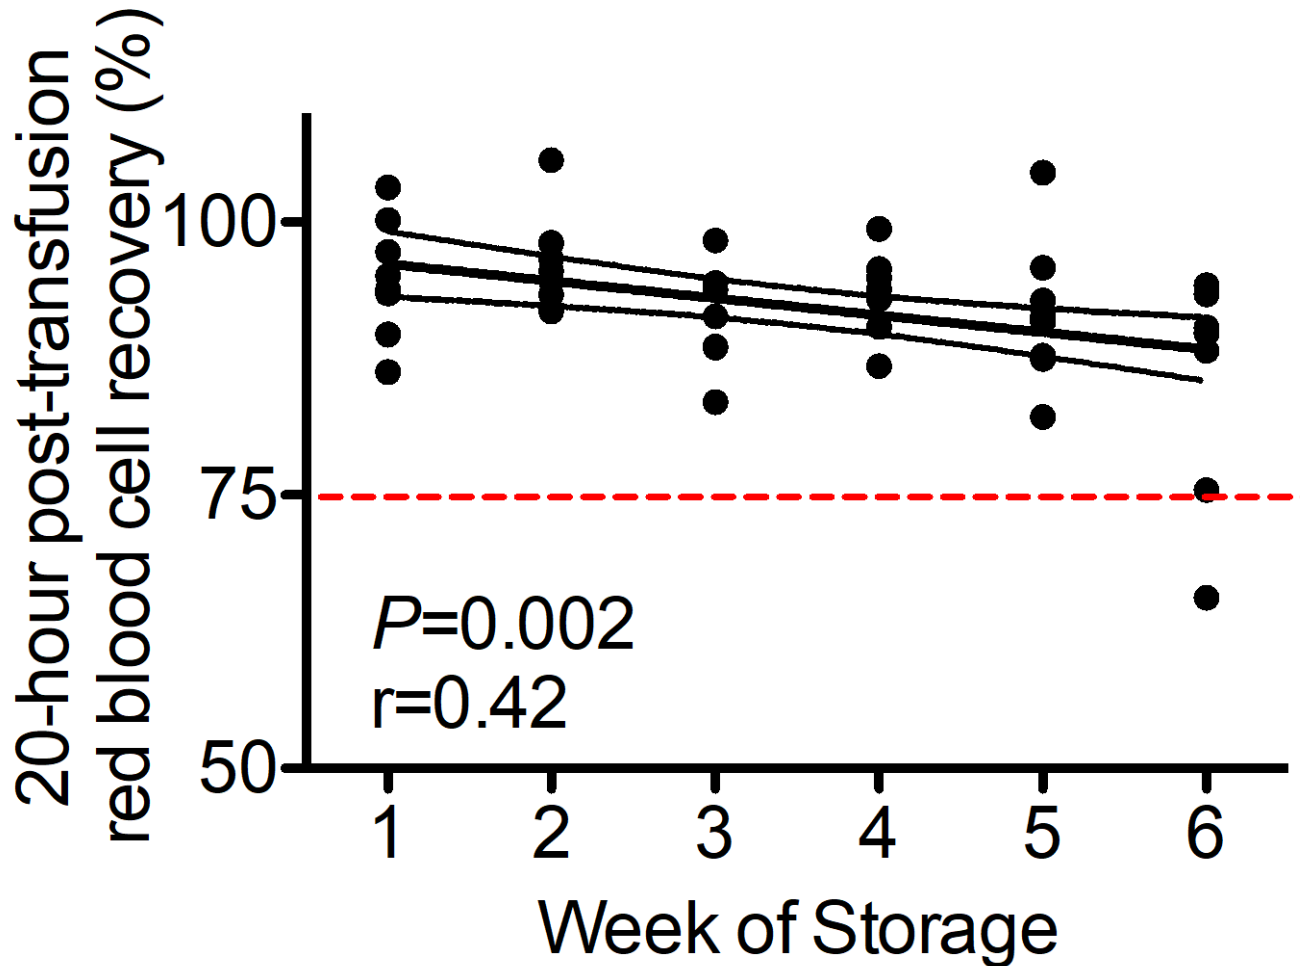 20-hour post-transfusion
red blood cell recovery (%)
100
75
50
P=0.002
r=0.42
1 2 3 4 5 6
Week of Storage